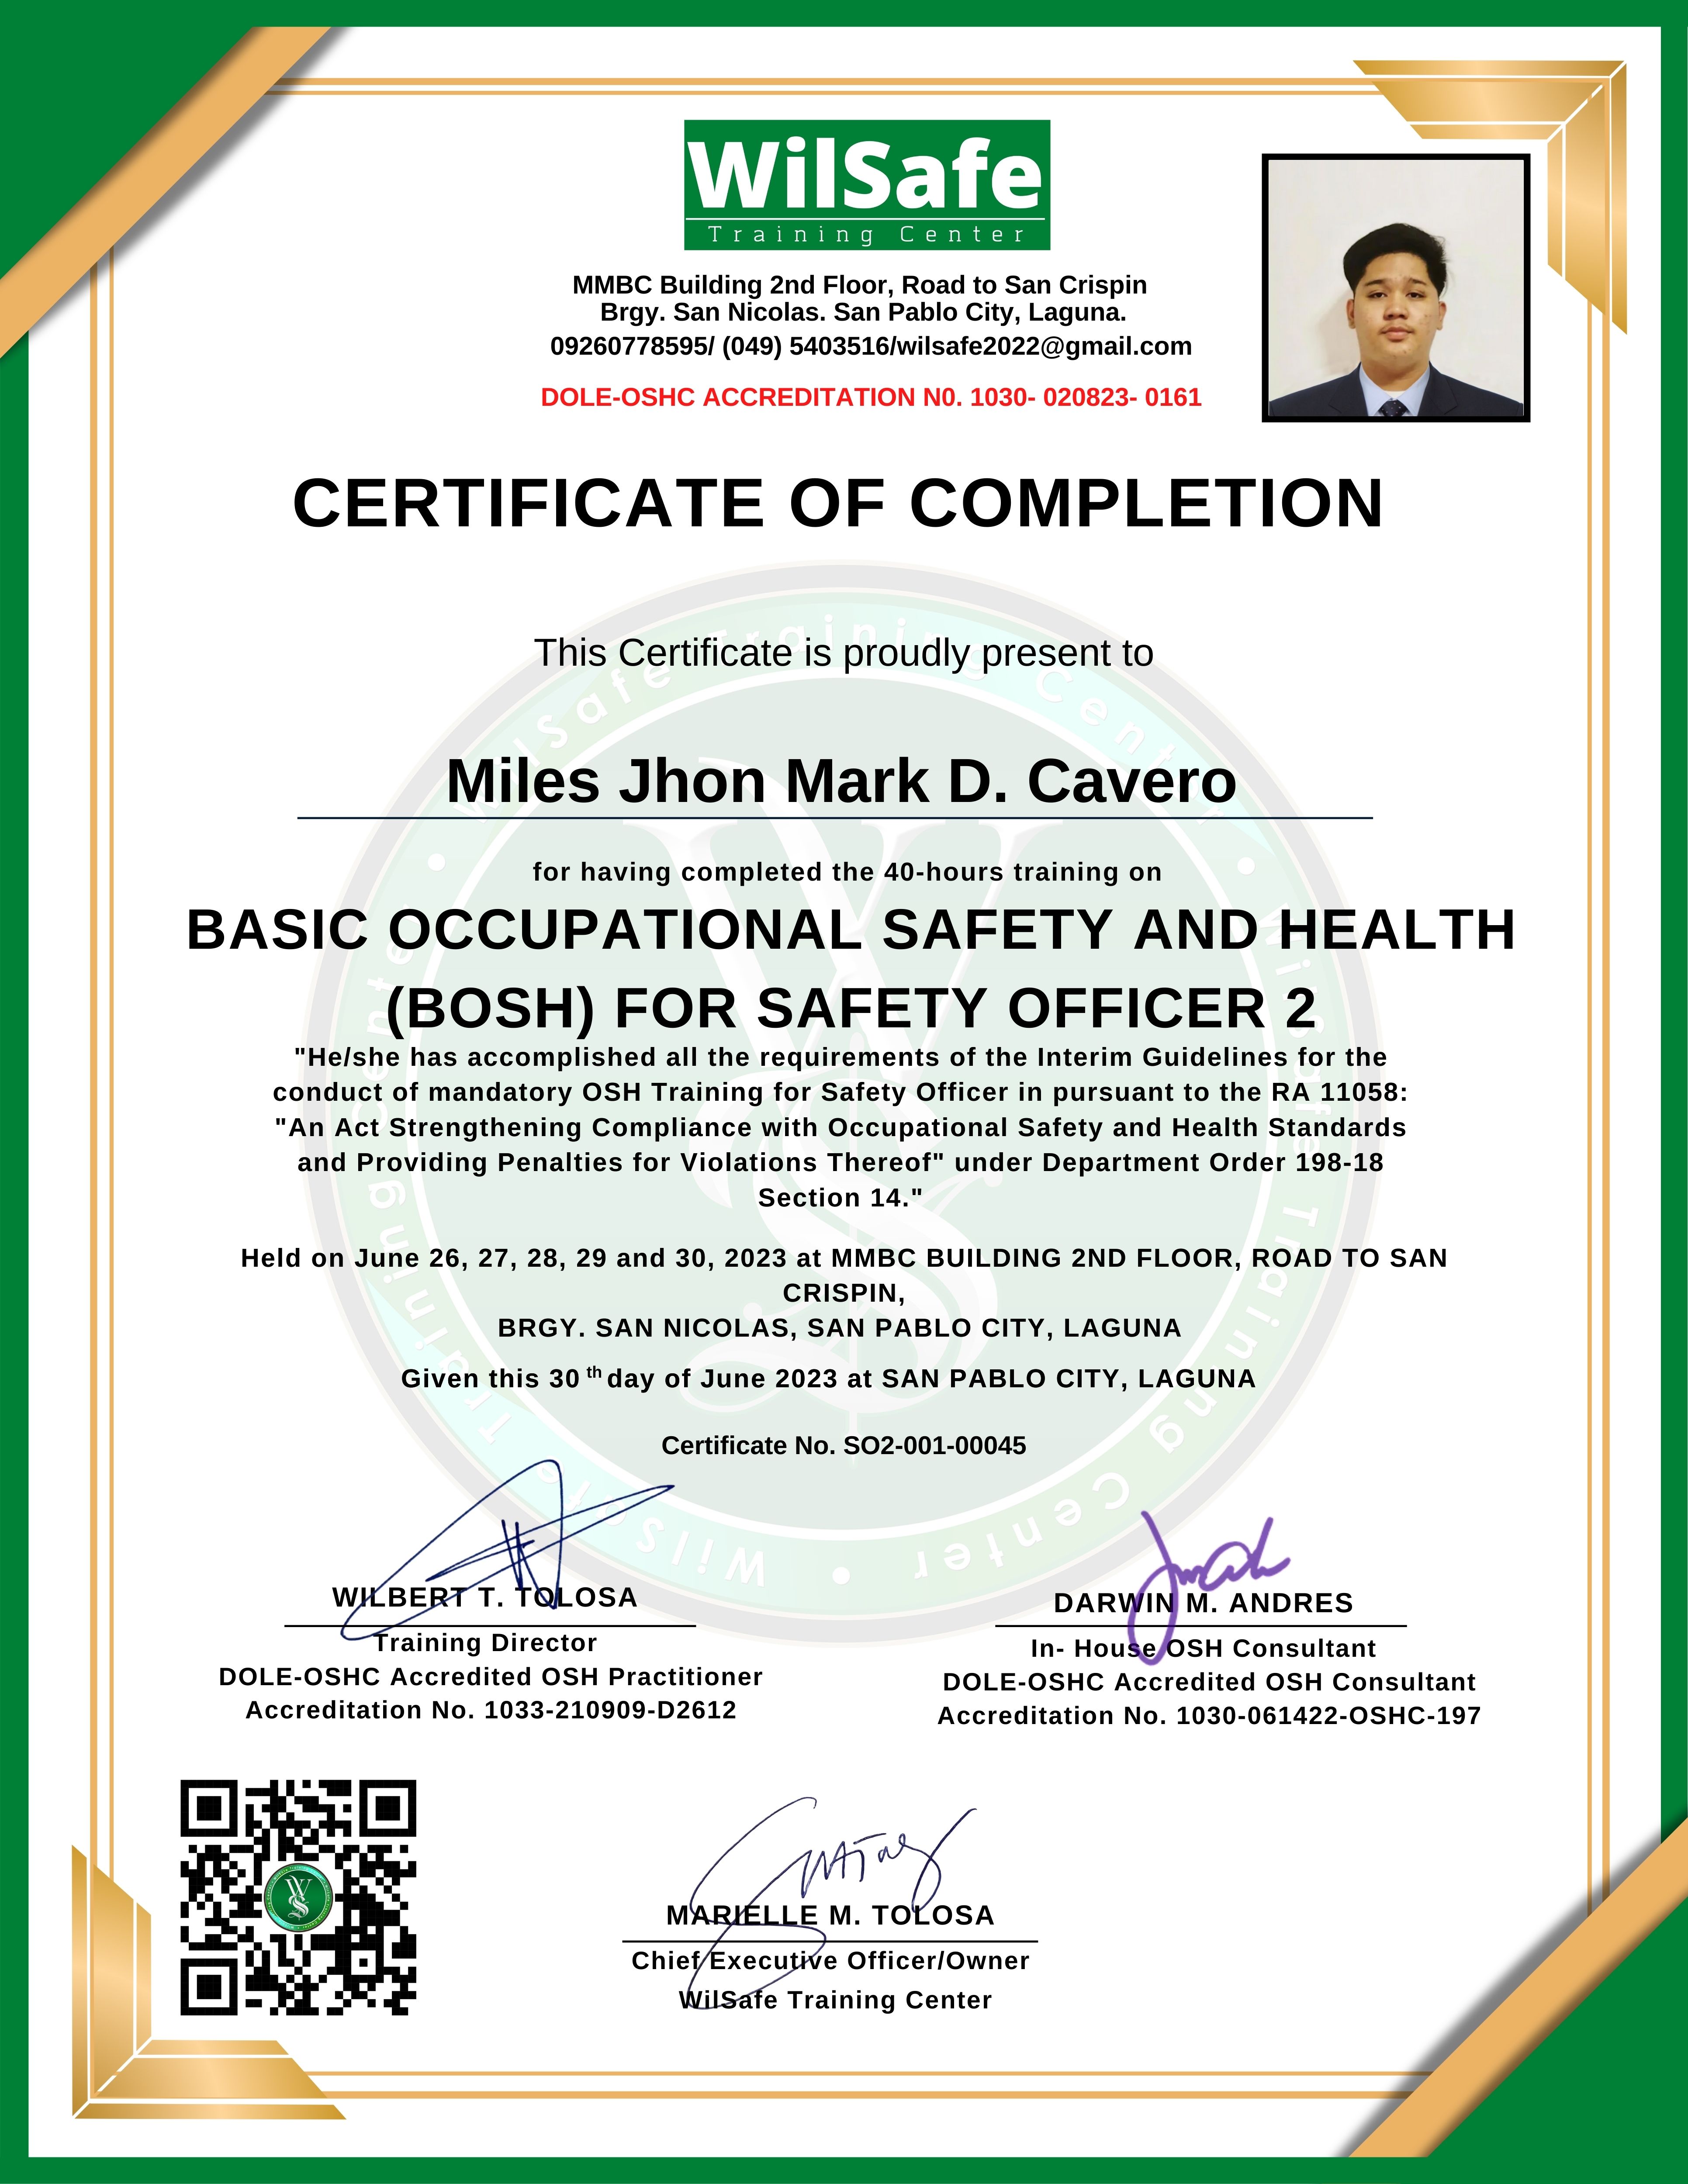 WilSafe
Training Center
MMBC Building 2nd Floor, Road to San Crispin
Brgy. San Nicolas. San Pablo City, Laguna.
09260778595/ (049) 5403516/wilsafe2022@gmail.com
DOLE-OSHC ACCREDITATION N0. 1030- 020823- 0161
CERTIFICATE OF COMPLETION
This Certificate is proudly present to
Miles Jhon Mark D. Cavero
for having completed the 40-hours training on
BASIC OCCUPATIONAL SAFETY AND HEALTH
(BOSH) FOR SAFETY OFFICER 2
"He/she has accomplished all the requirements of the Interim Guidelines for the
conduct of mandatory OSH Training for Safety Officer in pursuant to the RA 11058:
"An Act Strengthening Compliance with Occupational Safety and Health Standards
and Providing Penalties for Violations Thereof" under Department Order 198-18
Section 14."
Held on June 26, 27, 28, 29 and 30, 2023 at MMBC BUILDING 2ND FLOOR, ROAD TO SAN
CRISPIN,
BRGY. SAN NICOLAS, SAN PABLO CITY, LAGUNA
Given this 30 th day of June 2023 at SAN PABLO CITY, LAGUNA
Certificate No. SO2-001-00045
WilSafe Training Center • WilSafe Training Center • WilSafe Training Center •
WILBERT T. TOLOSA
Training Director
DOLE-OSHC Accredited OSH Practitioner
Accreditation No. 1033-210909-D2612
DARWIN M. ANDRES
In- House OSH Consultant
DOLE-OSHC Accredited OSH Consultant
Accreditation No. 1030-061422-OSHC-197
MARIELLE M. TOLOSA
Chief Executive Officer/Owner
WilSafe Training Center